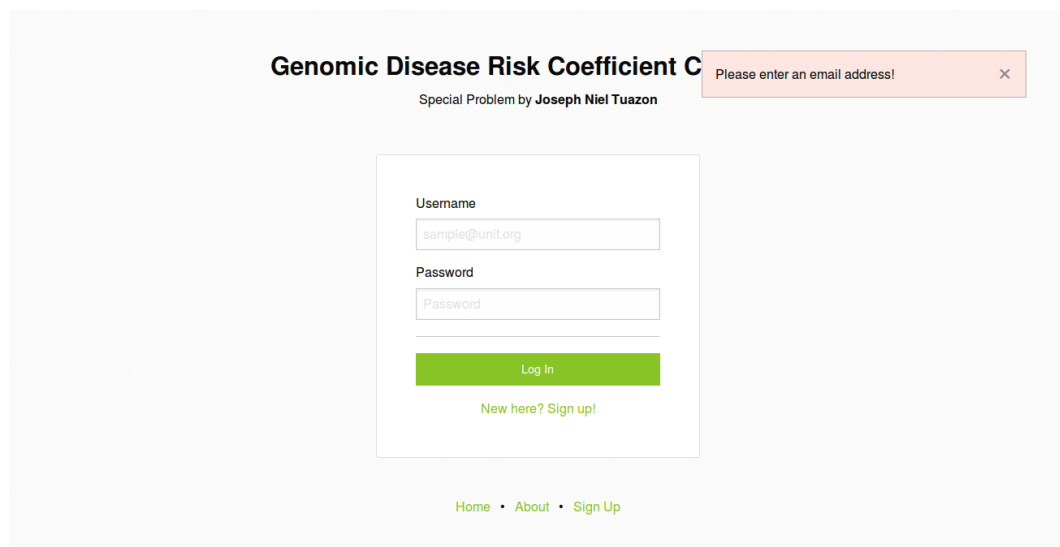 Genomic Disease Risk Coefficient C
Please enter an email address! ×
Special Problem by Joseph Niel Tuazon
Username
sample@unit.org
Password
Password
Log In
New here? Sign up!
Home • About • Sign Up